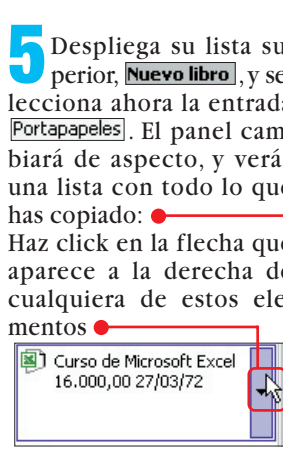 5 Despliega su lista su
perior, Nuevo libro, y se
lecciona ahora la entrada
Portapapeles. El panel cam
biará de aspecto, y verá
una lista con todo lo que
has copiado:
Haz click en la flecha que
aparece a la derecha de
cualquiera de estos ele
mentos
Curso de Microsoft Excel
16.000,00 27/03/72